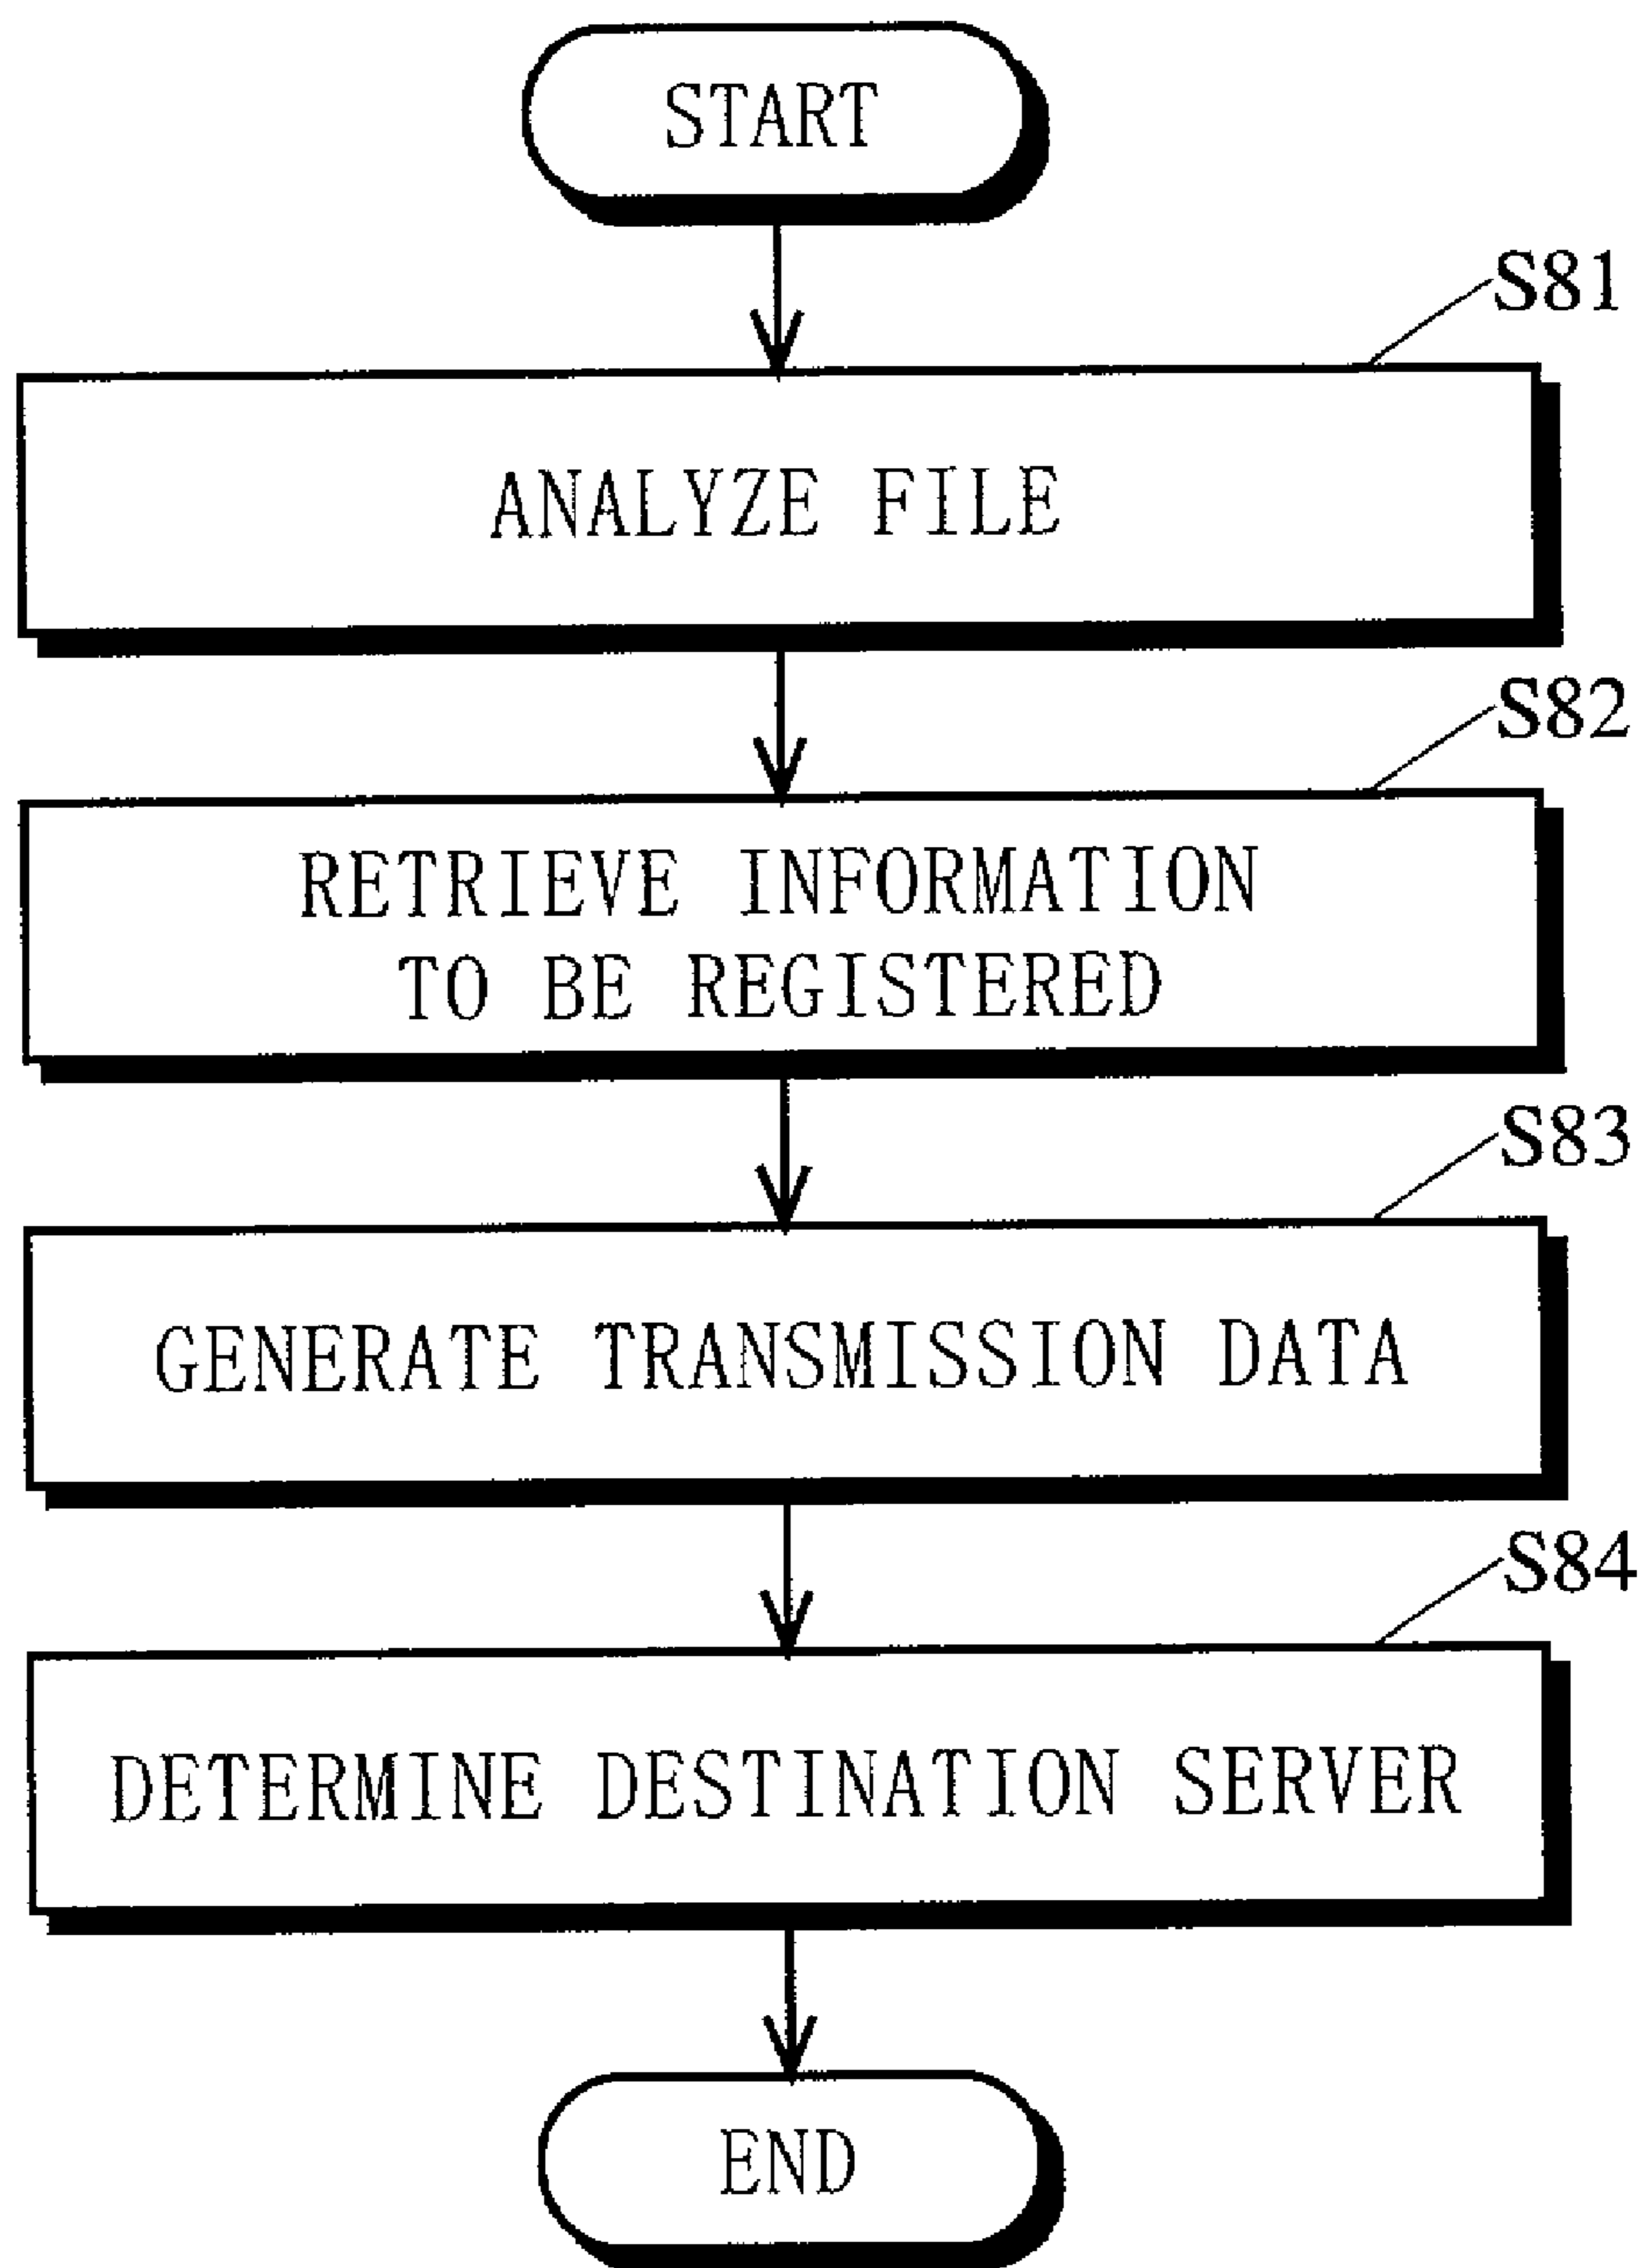 START
S81
ANALYZE FILE
S82
RETRIEVE INFORMATION
TO BE REGISTERED
S83
GENERATE TRANSMISSION DATA
S84
DETERMINE DESTINATION SERVER
END